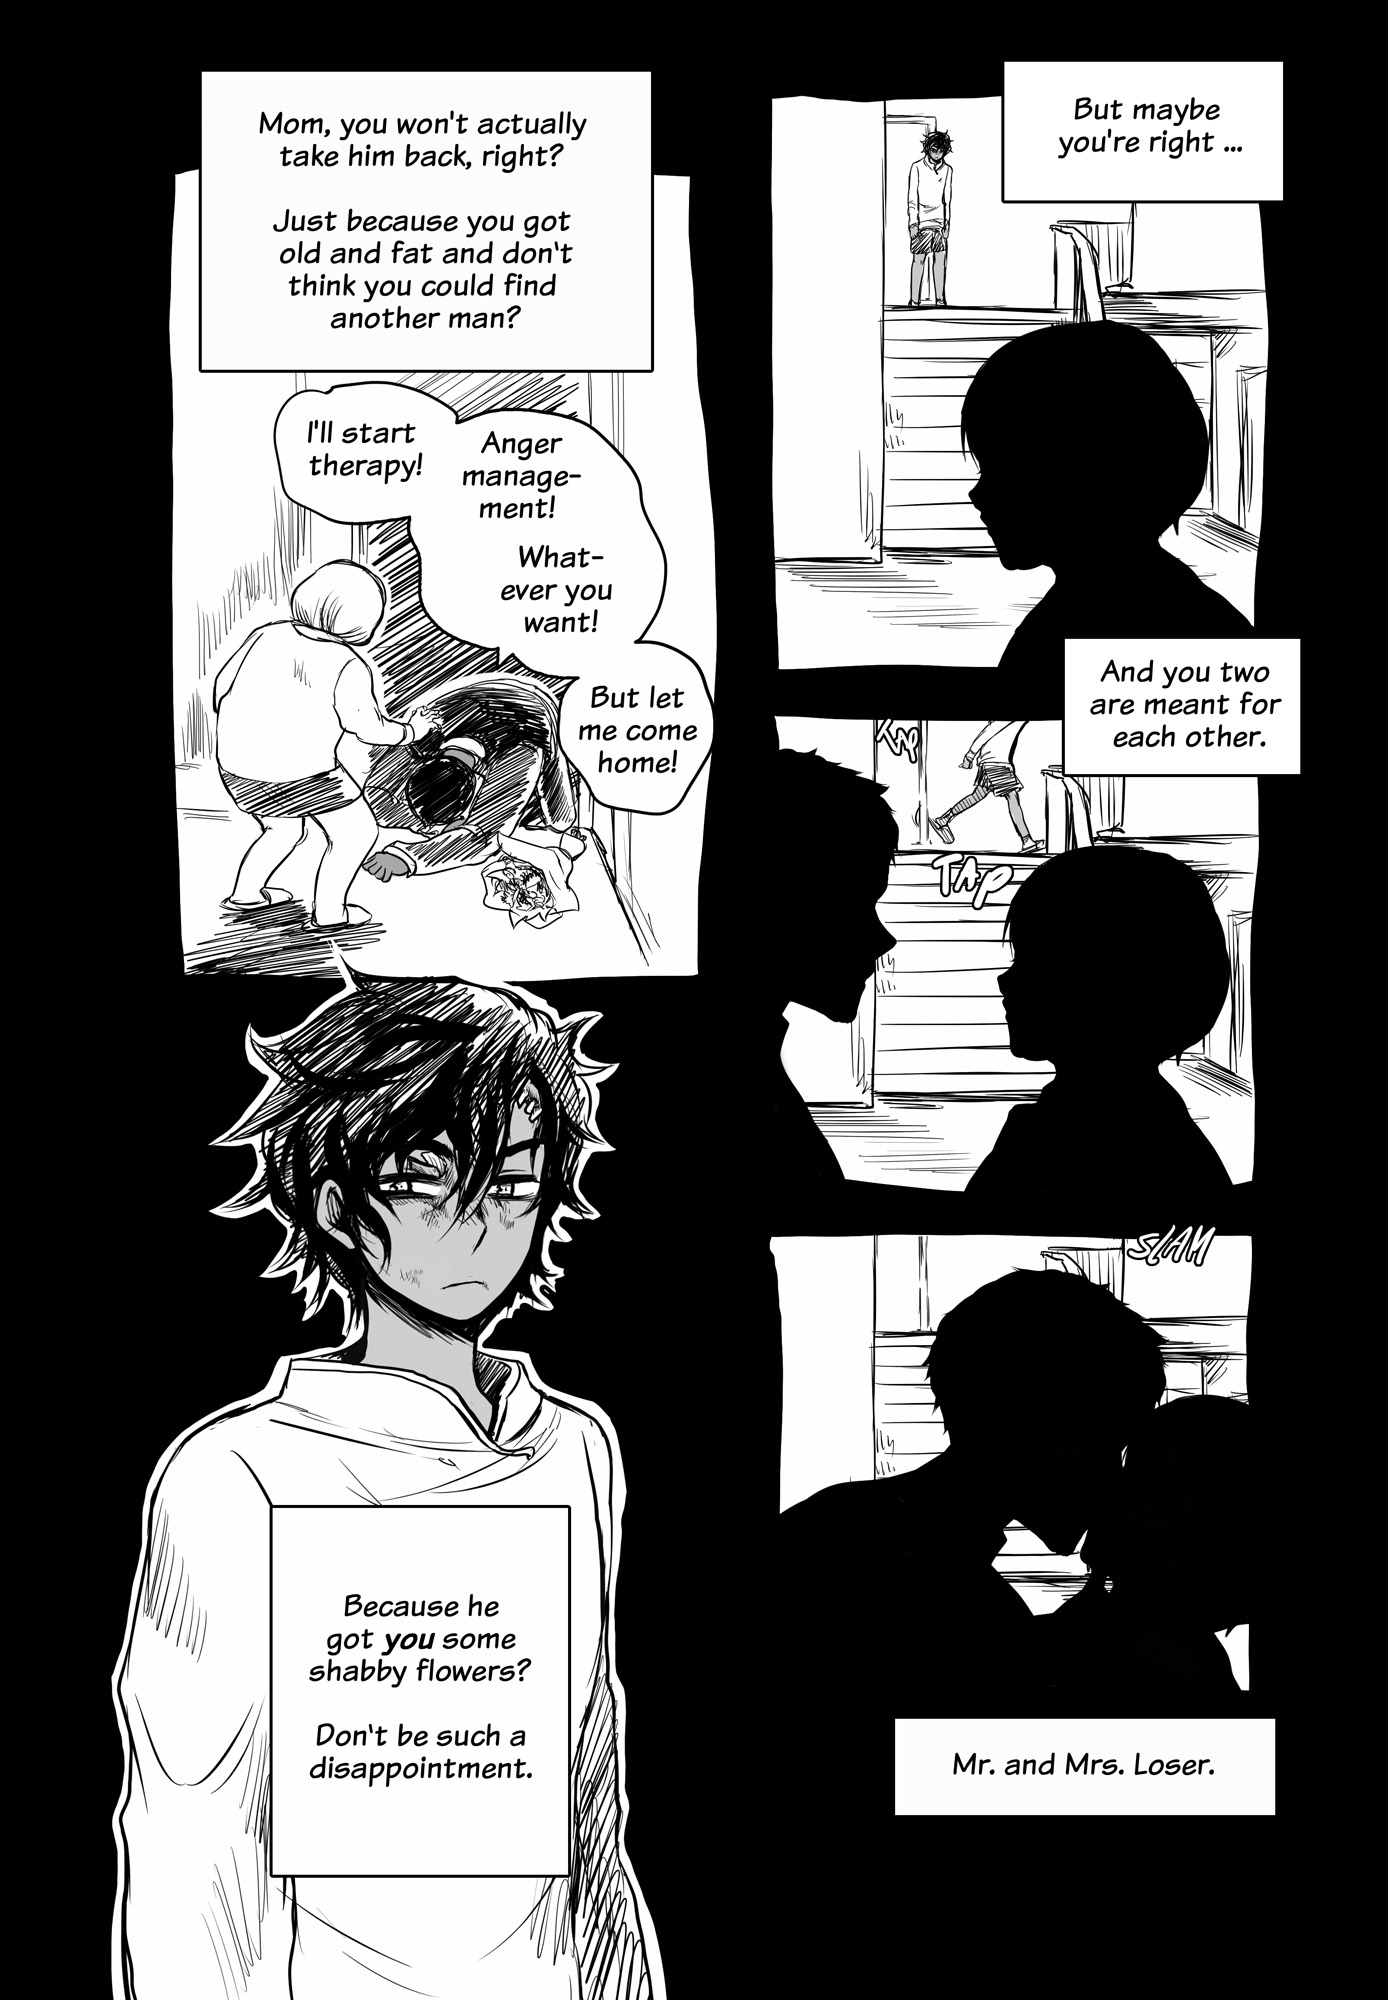 Mom, you won't actually
take him back, right?
Just because you got
old and fat and don't
think you could find
another man?
I'll start
therapy!
Anger
manage-
ment!
What-
ever you
want!
But let
me come
home!
Because he
got you some
shabby flowers?
Don't be such a
disappointment.
But maybe
you're right ...
And you two
are meant for
each other.
TAP
TAP
SLAM
Mr. and Mrs. Loser.